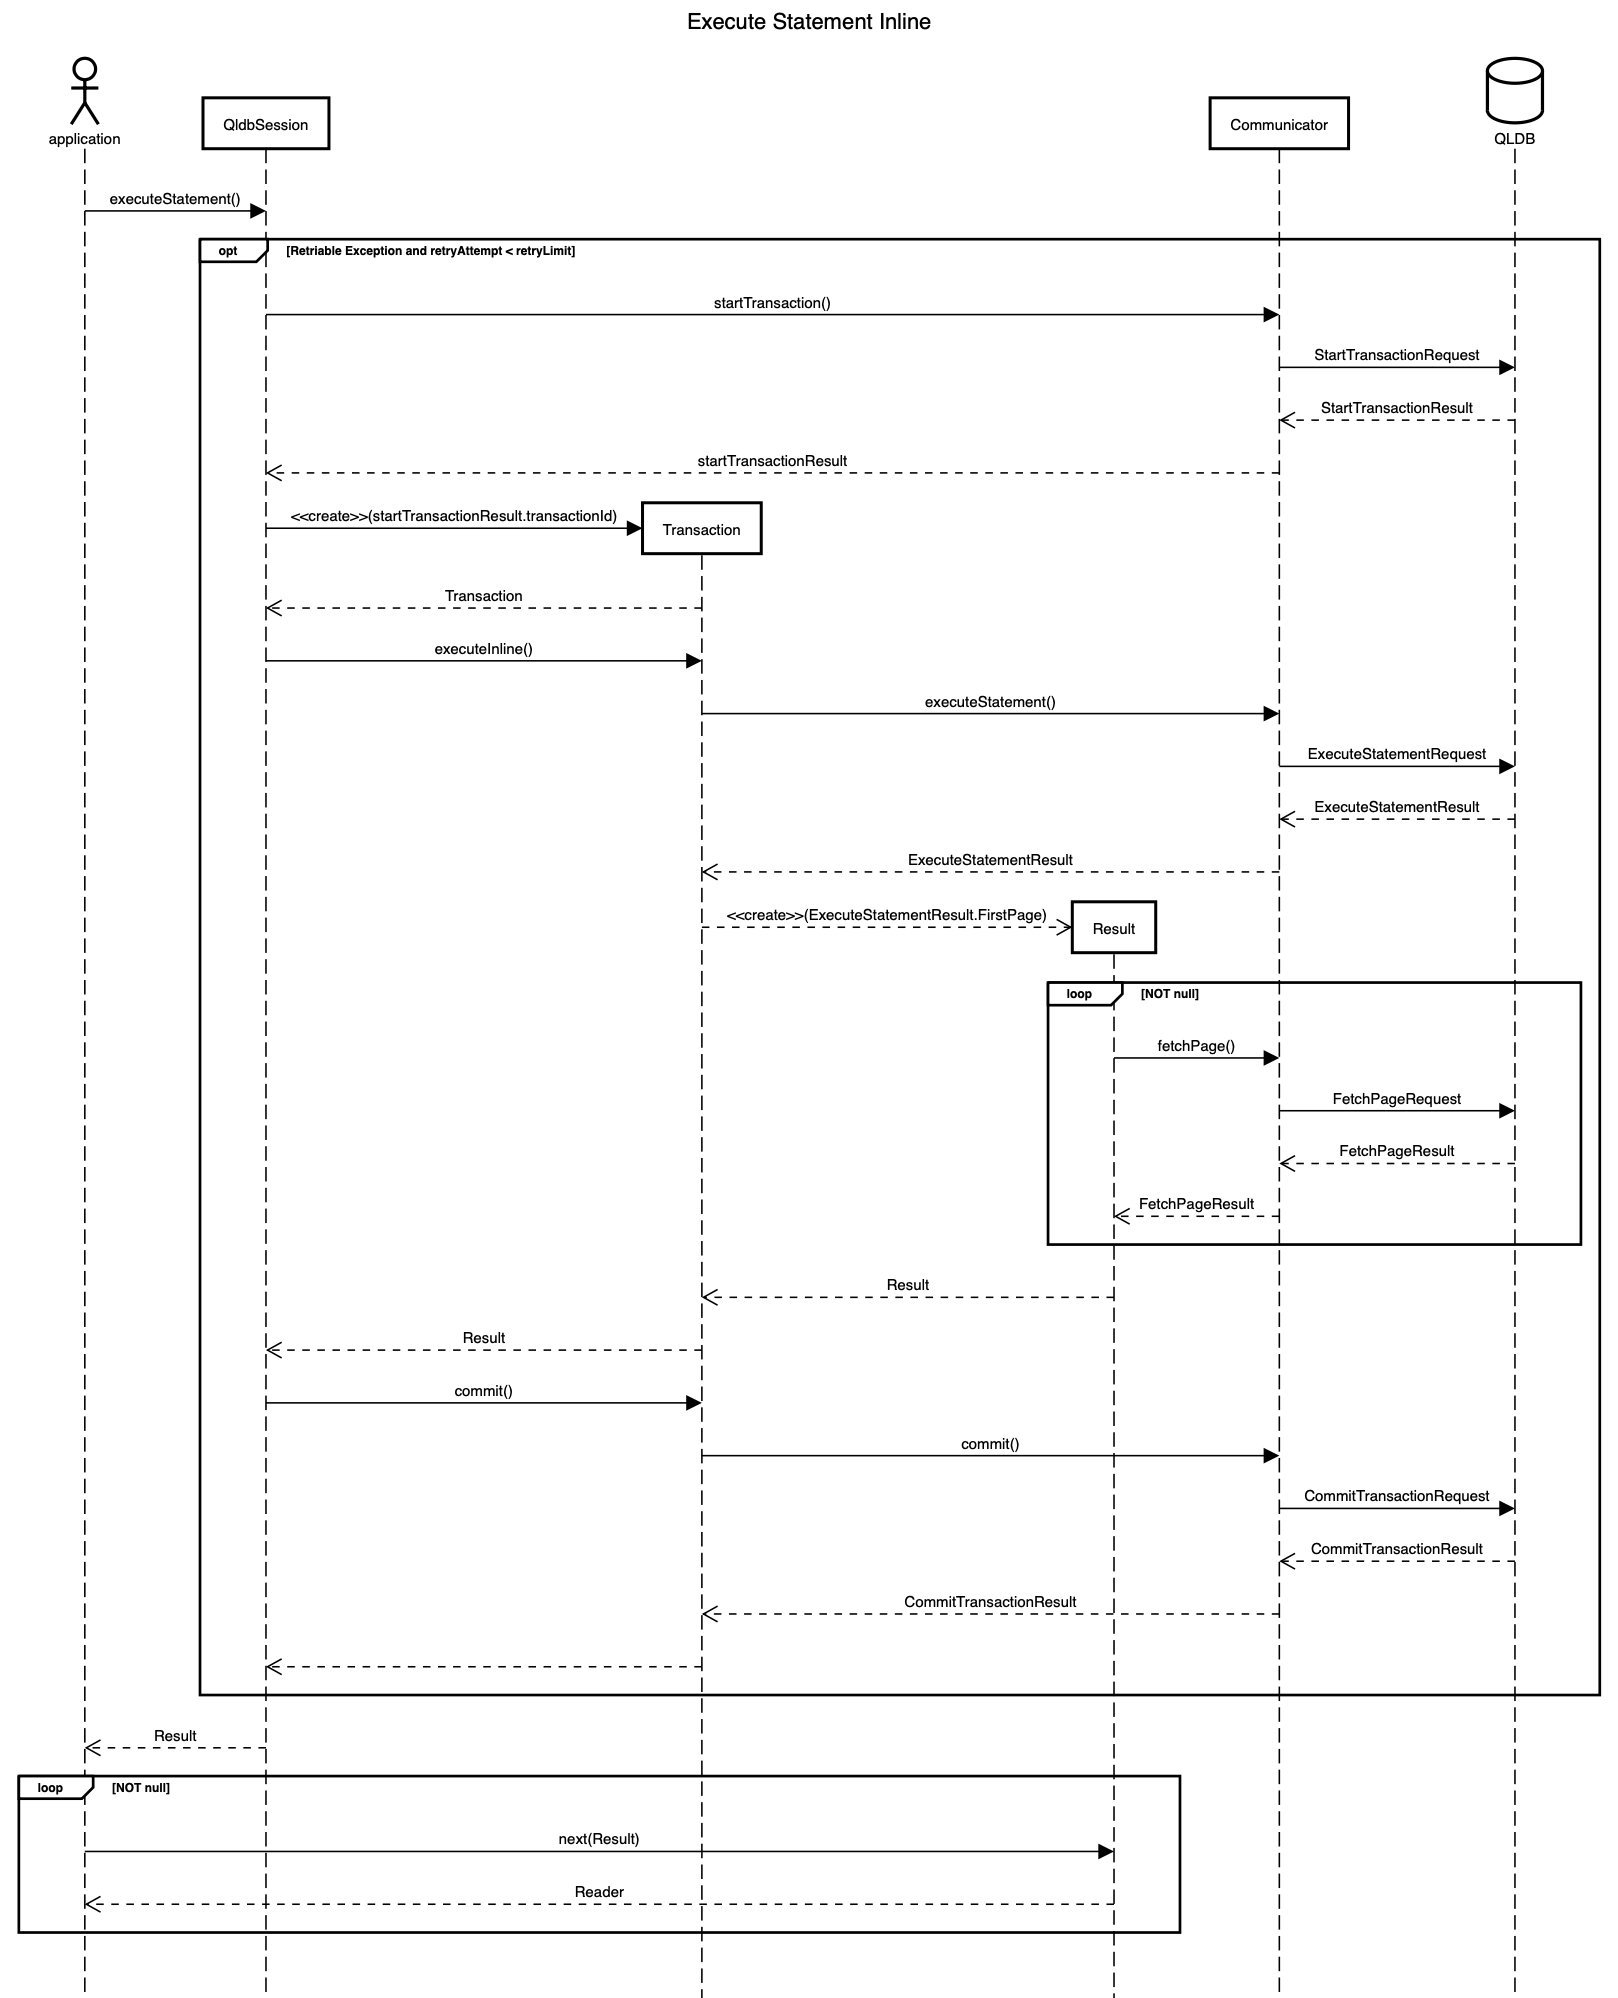 Execute Statement Inline
application
QldbSession
Communicator
QLDB
executeStatement()
opt [Retriable Exception and retryAttempt < retryLimit]
startTransaction()
StartTransactionRequest
StartTransactionResult
startTransactionResult
<<create>>(startTransactionResult.transactionId)
Transaction
Transaction
executeInline()
executeStatement()
ExecuteStatementRequest
ExecuteStatementResult
ExecuteStatementResult
<<create>>(ExecuteStatementResult.FirstPage)
Result
loop [NOT null]
fetchPage()
FetchPageRequest
FetchPageResult
FetchPageResult
Result
Result
commit()
commit()
CommitTransactionRequest
CommitTransactionResult
CommitTransactionResult
Result
loop [NOT null]
next(Result)
Reader